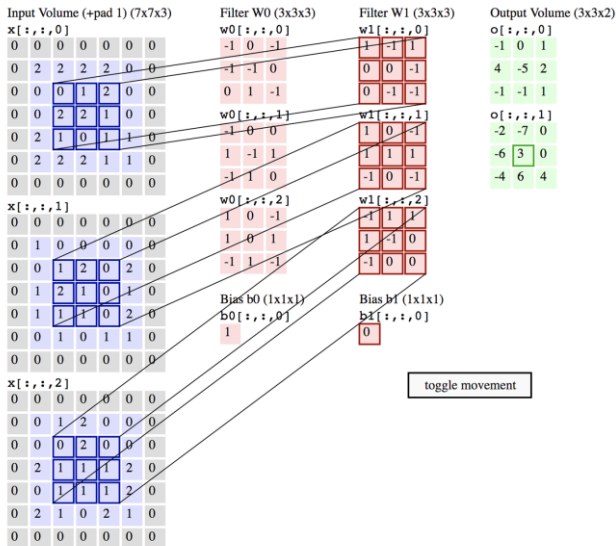 Input Volume (+pad 1) (7x7x3)
x[:,:,0]
0 0 0 0 0 0 0
0 2 2 2 2 0 0
0 0 0 1 2 0 0
0 0 2 2 1 0 0
0 2 1 0 1 1 0
0 2 2 2 1 1 0
0 0 0 0 0 0 0
x[:,:,1]
0 0 0 0 0 0 0
0 1 0 0 0 0 0
0 0 1 2 0 2 0
0 1 2 1 0 1 0
0 1 1 1 0 2 0
0 0 1 0 1 1 0
0 0 0 0 0 0 0
x[:,:,2]
0 0 0 0 0 0 0
0 0 1 2 0 0 0
0 0 0 2 0 0 0
0 2 1 1 1 2 0
0 0 1 1 1 2 0
0 2 1 0 2 1 0
0 0 0 0 0 0 0
Filter W0 (3x3x3)
w0[:,:,0]
-1 0 -1
-1 -1 0
0 1 -1
w0[:,:,1]
-1 0 0
1 -1 1
-1 1 0
w0[:,:,2]
1 0 -1
1 0 1
-1 1 -1
Bias b0 (1x1x1)
b0[:,:,0]
1
Filter W1 (3x3x3)
w1[:,:,0]
1 -1 1
0 0 -1
0 -1 -1
w1[:,:,1]
1 0 -1
1 1 1
-1 0 -1
w1[:,:,2]
-1 1 1
1 -1 0
-1 0 0
Bias b1 (1x1x1)
b1[:,:,0]
0
Output Volume (3x3x2)
o[:,:,0]
-1 0 1
4 -5 2
-1 -1 1
o[:,:,1]
-2 -7 0
-6 3 0
-4 6 4
toggle movement